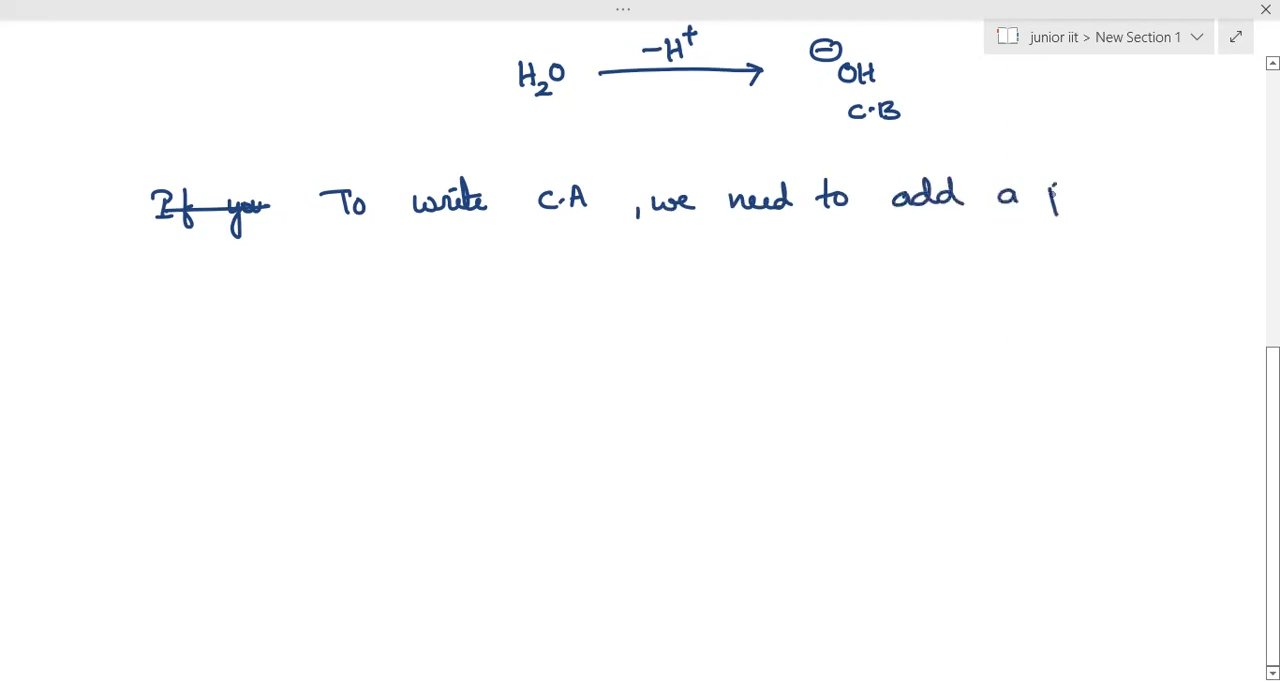 junior iit > New Section 1
H₂O —H⁺→ ⊖OH
C.B
If you To write C.A , we need to add a